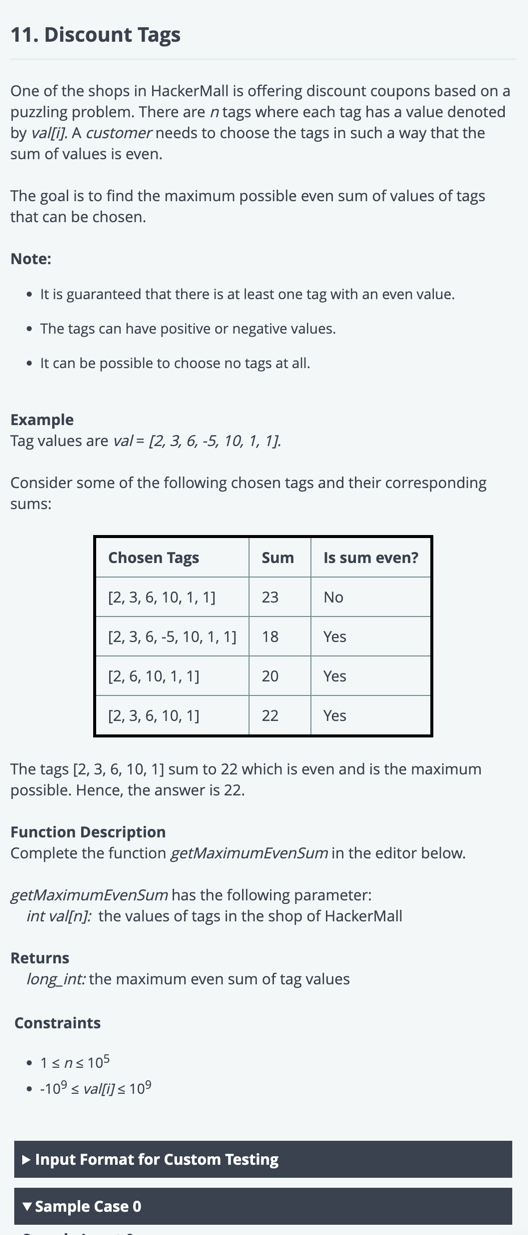 11. Discount Tags
One of the shops in HackerMall is offering discount coupons based on a
puzzling problem. There are n tags where each tag has a value denoted
by val[i]. A customer needs to choose the tags in such a way that the
sum of values is even.
The goal is to find the maximum possible even sum of values of tags
that can be chosen.
Note:
• It is guaranteed that there is at least one tag with an even value.
• The tags can have positive or negative values.
• It can be possible to choose no tags at all.
Example
Tag values are val = [2, 3, 6, -5, 10, 1, 1].
Consider some of the following chosen tags and their corresponding
sums:
Chosen Tags Sum Is sum even?
[2, 3, 6, 10, 1, 1] 23 No
[2, 3, 6, -5, 10, 1, 1] 18 Yes
[2, 6, 10, 1, 1] 20 Yes
[2, 3, 6, 10, 1] 22 Yes
The tags [2, 3, 6, 10, 1] sum to 22 which is even and is the maximum
possible. Hence, the answer is 22.
Function Description
Complete the function getMaximumEvenSum in the editor below.
getMaximumEvenSum has the following parameter:
int val[n]: the values of tags in the shop of HackerMall
Returns
long_int: the maximum even sum of tag values
Constraints
• 1 ≤ n ≤ 10⁵
• -10⁹ ≤ val[i] ≤ 10⁹
▶ Input Format for Custom Testing
▼ Sample Case 0